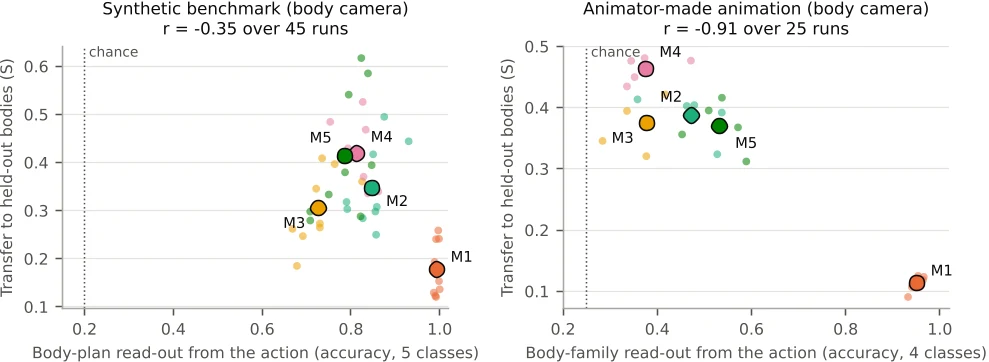 Synthetic benchmark (body camera)
r = -0.35 over 45 runs
chance
0.6
0.5
0.4
0.3
0.2
0.1
M5
M4
M2
M3
M1
0.2
0.4
0.6
0.8
1.0
Transfer to held-out bodies (S)
Body-plan read-out from the action (accuracy, 5 classes)
Animator-made animation (body camera)
r = -0.91 over 25 runs
chance
0.5
0.4
0.3
0.2
0.1
M4
M2
M3
M5
M1
0.2
0.4
0.6
0.8
1.0
Transfer to held-out bodies (S)
Body-family read-out from the action (accuracy, 4 classes)